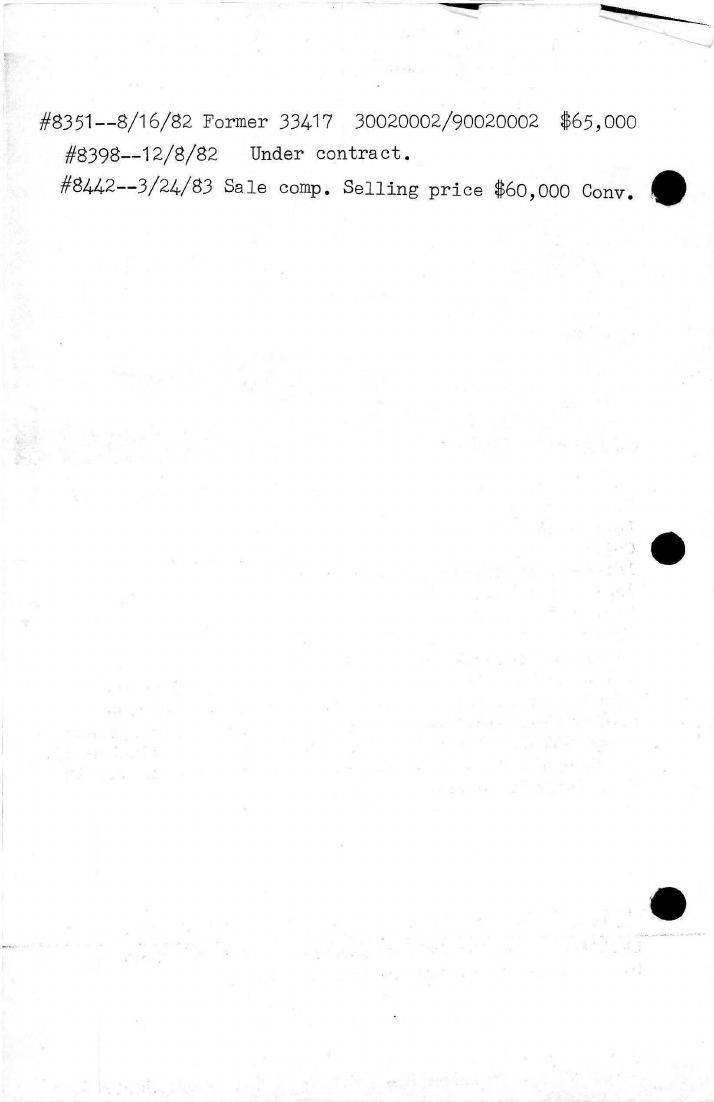 #8351--8/16/82 Former 33417 30020002/90020002 $65,000
#8398--12/8/82 Under contract.
#8442--3/24/83 Sale comp. Selling price $60,000 Conv.